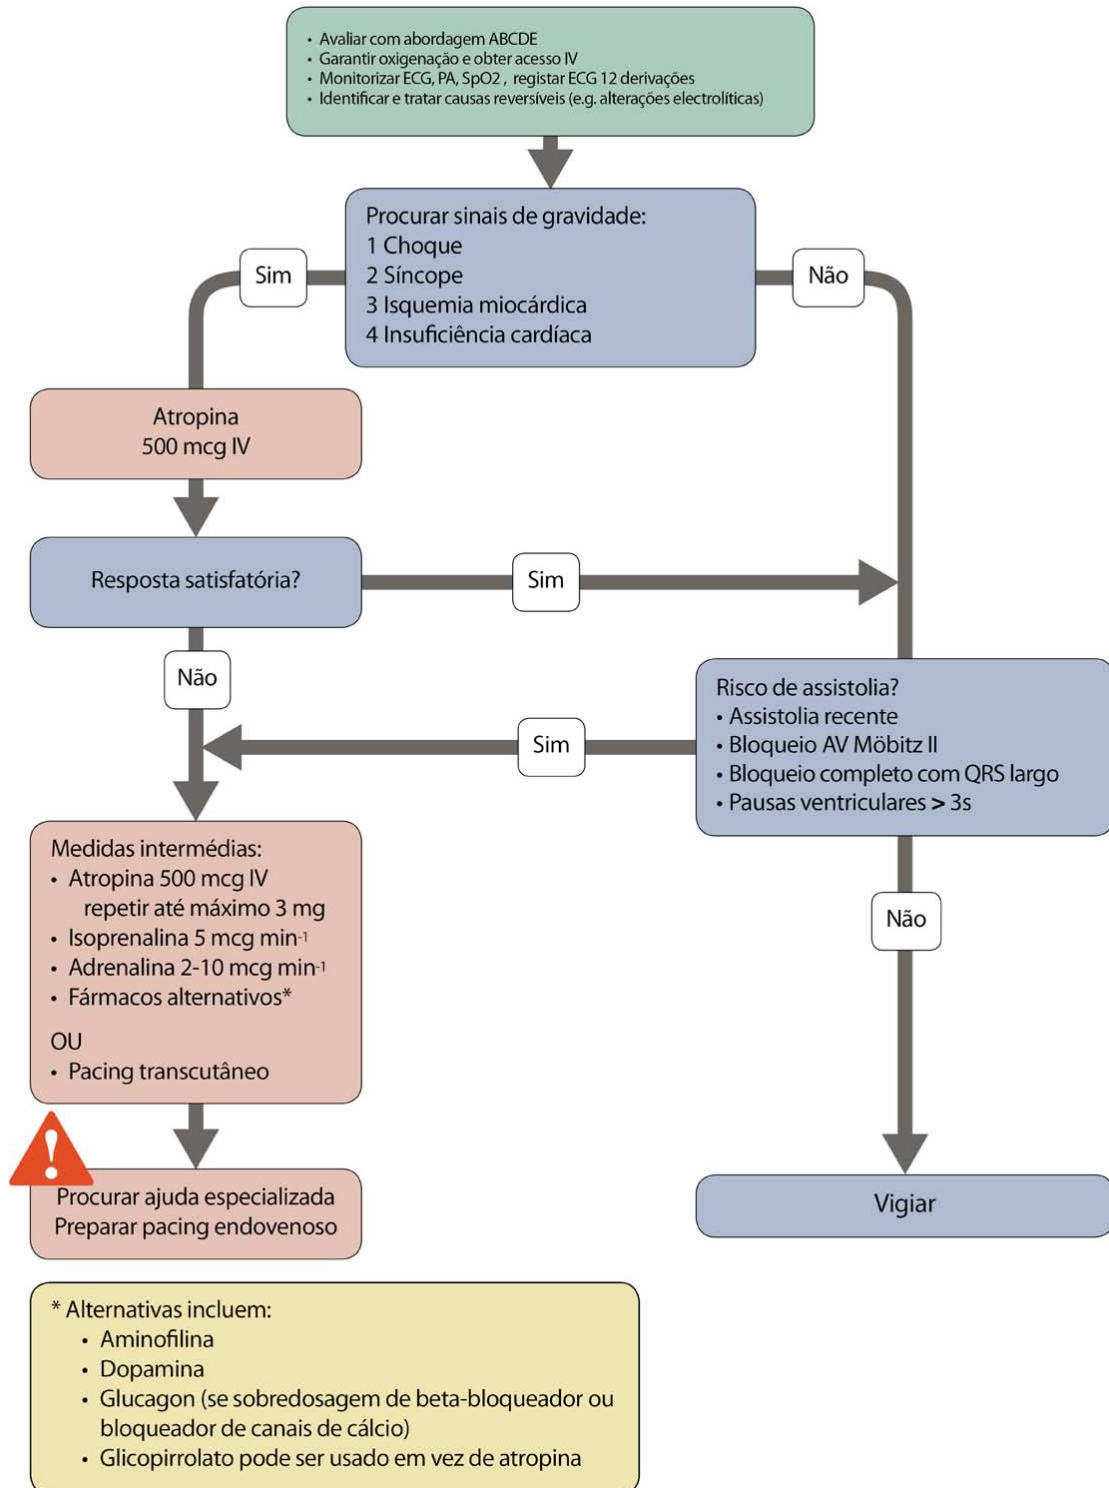 • Avaliar com abordagem ABCDE
• Garantir oxigenação e obter acesso IV
• Monitorizar ECG, PA, SpO2 , registar ECG 12 derivações
• Identificar e tratar causas reversíveis (e.g. alterações electrolíticas)
Procurar sinais de gravidade:
1 Choque
2 Síncope
3 Isquemia miocárdica
4 Insuficiência cardíaca
Sim
Não
Atropina
500 mcg IV
Resposta satisfatória?
Sim
Não
Risco de assistolia?
• Assistolia recente
• Bloqueio AV Möbitz II
• Bloqueio completo com QRS largo
• Pausas ventriculares > 3s
Sim
Não
Medidas intermédias:
• Atropina 500 mcg IV
repetir até máximo 3 mg
• Isoprenalina 5 mcg min-1
• Adrenalina 2-10 mcg min-1
• Fármacos alternativos*
OU
• Pacing transcutâneo
!
Procurar ajuda especializada
Preparar pacing endovenoso
Vigiar
* Alternativas incluem:
• Aminofilina
• Dopamina
• Glucagon (se sobredosagem de beta-bloqueador ou
bloqueador de canais de cálcio)
• Glicopirrolato pode ser usado em vez de atropina